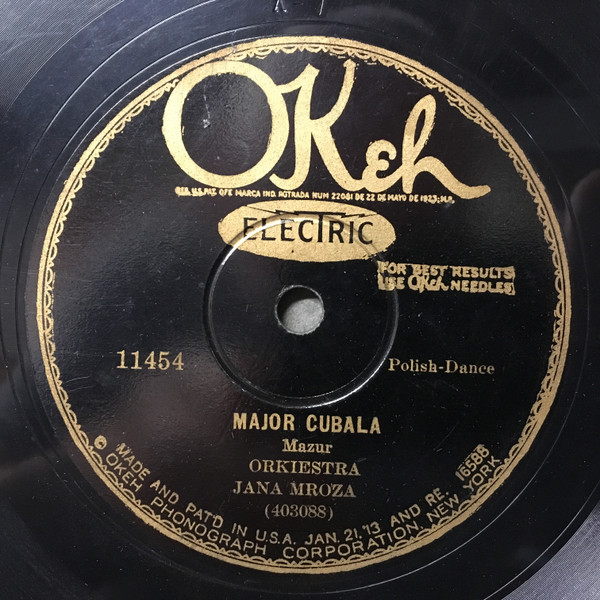 OKeh
REG. U.S. PAT. OFF. MARCA IND. RGTRADA NUM 22081 DE 22 DE MAYO DE 1923; M.R.
ELECTRIC
FOR BEST RESULTS
USE OKeh NEEDLES
11454
Polish-Dance
MAJOR CUBALA
Mazur
ORKIESTRA
JANA MROZA
(403088)
MADE AND PAT'D IN U.S.A. JAN. 21, '13 AND RE. 16588
© OKEH PHONOGRAPH CORPORATION, NEW YORK